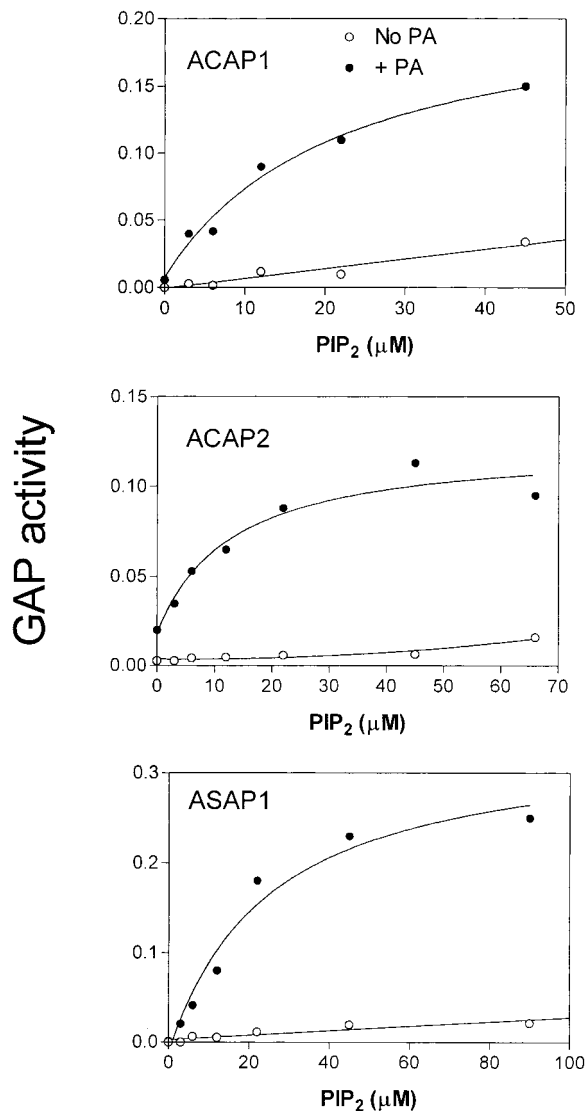 GAP activity
0.20
0.15
0.10
0.05
0.00
ACAP1
No PA
+ PA
0 10 20 30 40 50
PIP2 (μM)
0.15
0.10
0.05
0.00
ACAP2
0 10 20 30 40 50 60 70
PIP2 (μM)
0.3
0.2
0.1
0.0
ASAP1
0 20 40 60 80 100
PIP2 (μM)